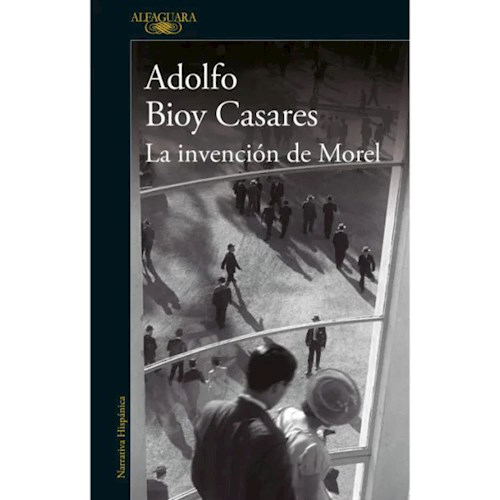 ALFAGUARA
Adolfo
Bioy Casares
La invención de Morel
Narrativa Hispánica